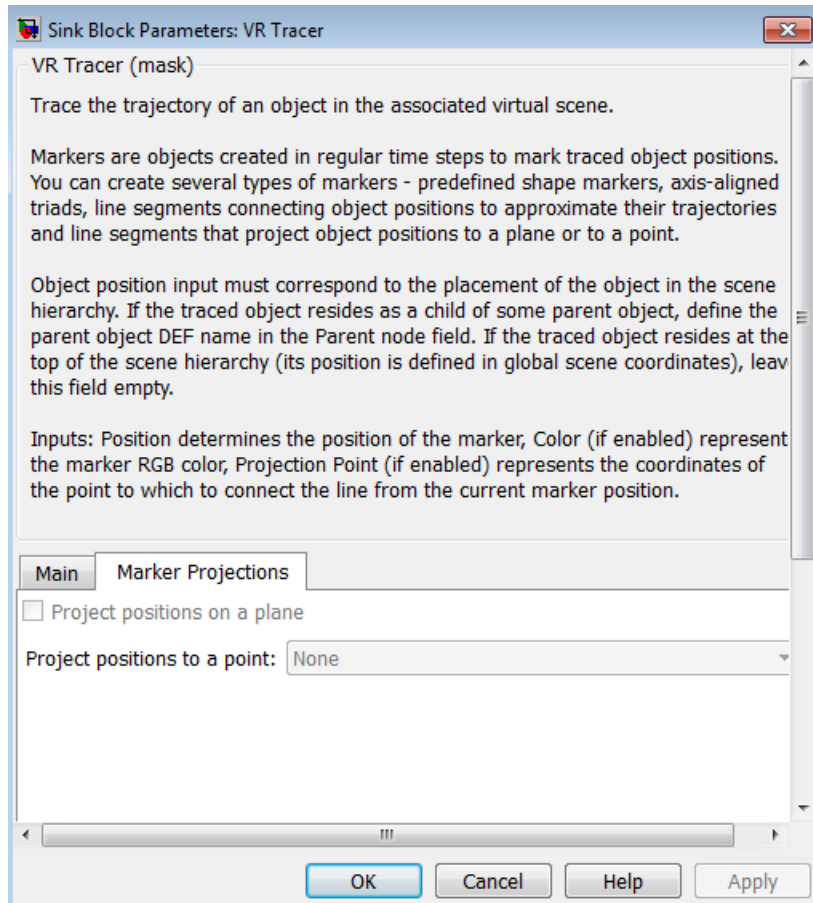 Sink Block Parameters: VR Tracer
VR Tracer (mask)
Trace the trajectory of an object in the associated virtual scene.
Markers are objects created in regular time steps to mark traced object positions.
You can create several types of markers - predefined shape markers, axis-aligned
triads, line segments connecting object positions to approximate their trajectories
and line segments that project object positions to a plane or to a point.
Object position input must correspond to the placement of the object in the scene
hierarchy. If the traced object resides as a child of some parent object, define the
parent object DEF name in the Parent node field. If the traced object resides at the
top of the scene hierarchy (its position is defined in global scene coordinates), leav
this field empty.
Inputs: Position determines the position of the marker, Color (if enabled) represent
the marker RGB color, Projection Point (if enabled) represents the coordinates of
the point to which to connect the line from the current marker position.
Main Marker Projections
Project positions on a plane
Project positions to a point: None
OK Cancel Help Apply